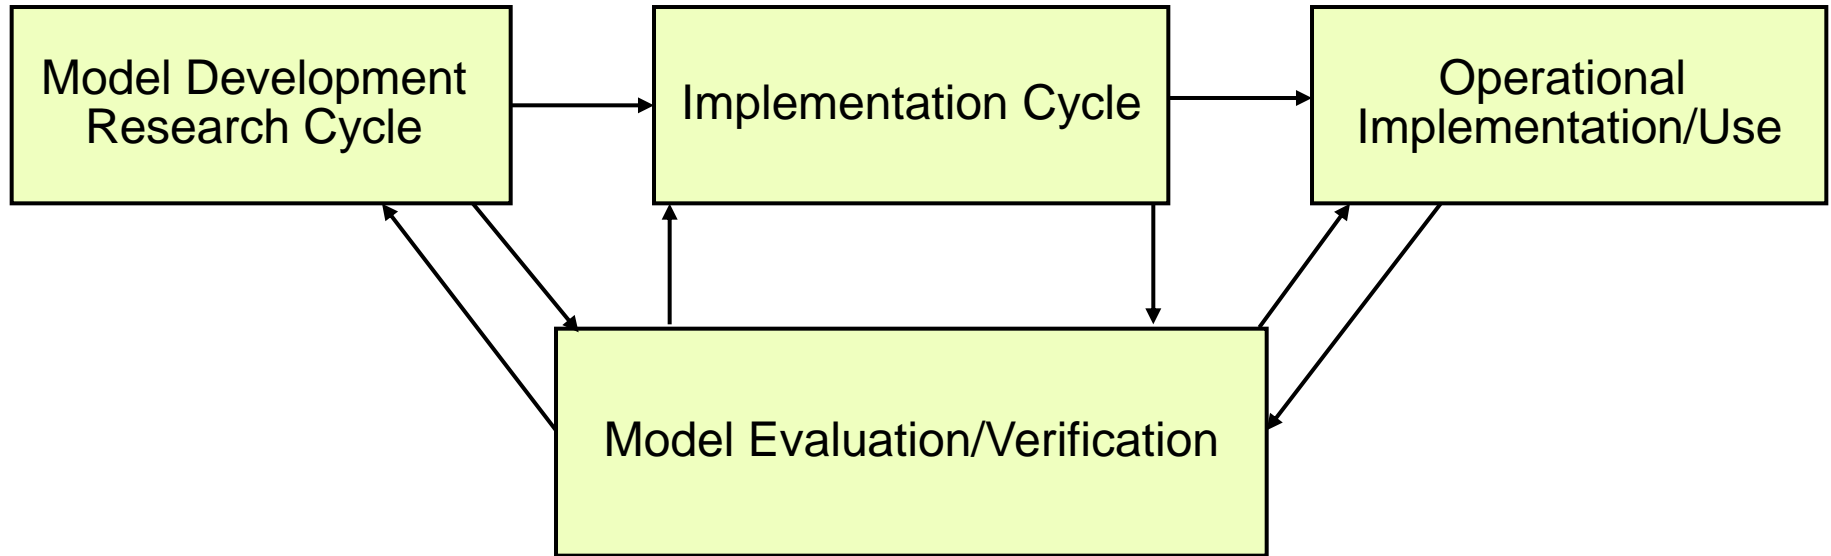 Model Development
Research Cycle
Implementation Cycle
Operational
Implementation/Use
Model Evaluation/Verification